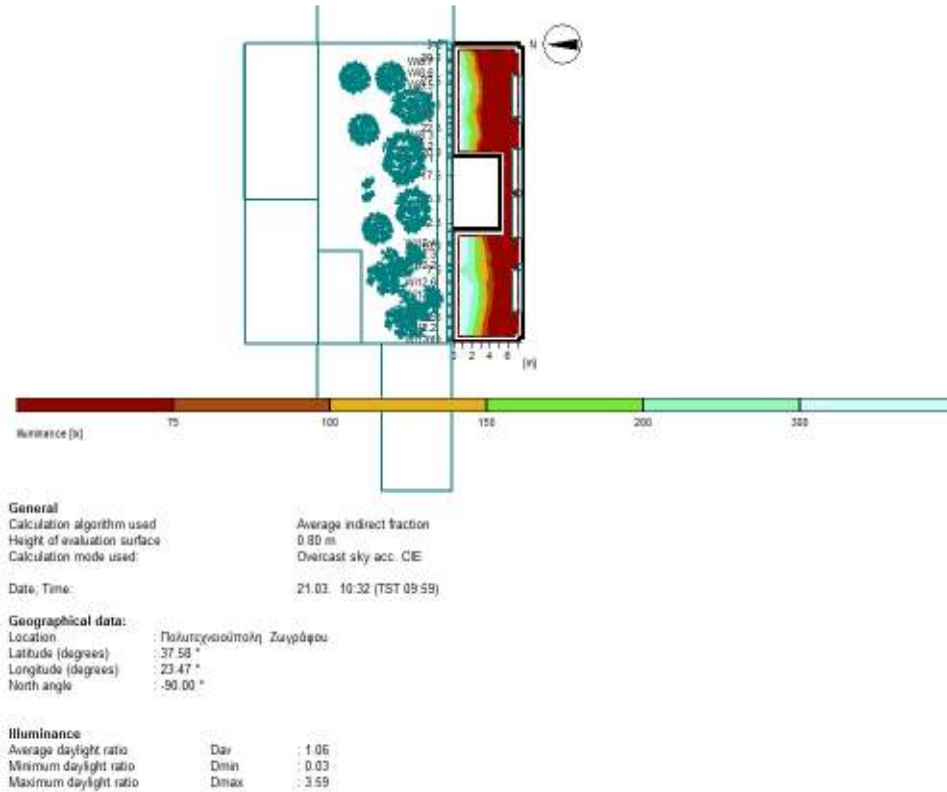 N
0 2 4 6
[m]
75 100 150 200 300
Illuminance [lx]
General
Calculation algorithm used Average indirect fraction
Height of evaluation surface 0.80 m
Calculation mode used: Overcast sky acc. CIE
Date, Time: 21.03. 10:32 (TST 09:59)
Geographical data:
Location : Πολυτεχνειούπολη Ζωγράφου
Latitude (degrees) : 37.58 °
Longitude (degrees) : 23.47 °
North angle : -90.00 °
Illuminance
Average daylight ratio Dav : 1.06
Minimum daylight ratio Dmin : 0.03
Maximum daylight ratio Dmax : 3.59